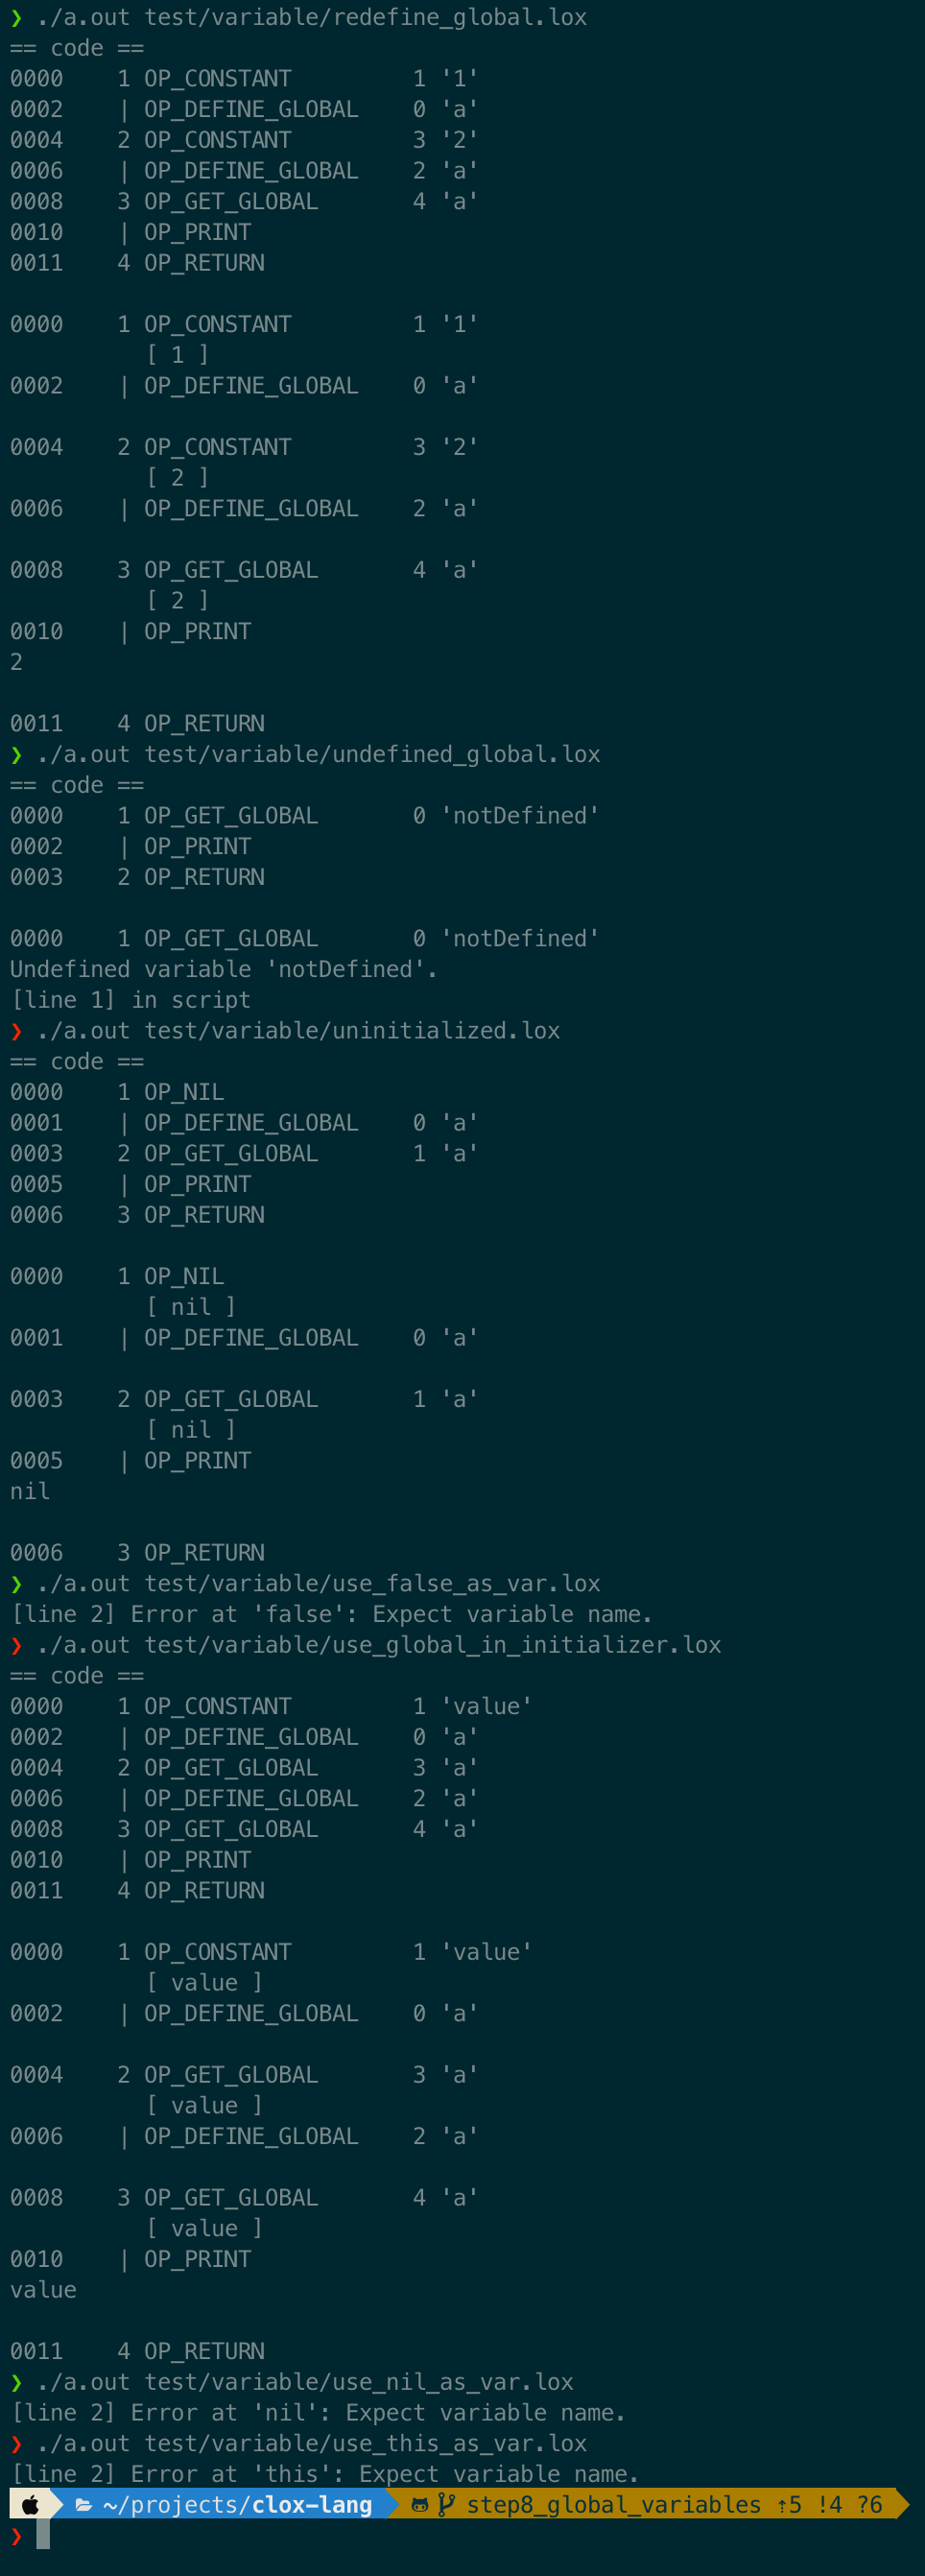 ❯ ./a.out test/variable/redefine_global.lox
== code ==
0000    1 OP_CONSTANT         1 '1'
0002    | OP_DEFINE_GLOBAL    0 'a'
0004    2 OP_CONSTANT         3 '2'
0006    | OP_DEFINE_GLOBAL    2 'a'
0008    3 OP_GET_GLOBAL       4 'a'
0010    | OP_PRINT
0011    4 OP_RETURN

0000    1 OP_CONSTANT         1 '1'
          [ 1 ]
0002    | OP_DEFINE_GLOBAL    0 'a'

0004    2 OP_CONSTANT         3 '2'
          [ 2 ]
0006    | OP_DEFINE_GLOBAL    2 'a'

0008    3 OP_GET_GLOBAL       4 'a'
          [ 2 ]
0010    | OP_PRINT
2

0011    4 OP_RETURN
❯ ./a.out test/variable/undefined_global.lox
== code ==
0000    1 OP_GET_GLOBAL       0 'notDefined'
0002    | OP_PRINT
0003    2 OP_RETURN

0000    1 OP_GET_GLOBAL       0 'notDefined'
Undefined variable 'notDefined'.
[line 1] in script
❯ ./a.out test/variable/uninitialized.lox
== code ==
0000    1 OP_NIL
0001    | OP_DEFINE_GLOBAL    0 'a'
0003    2 OP_GET_GLOBAL       1 'a'
0005    | OP_PRINT
0006    3 OP_RETURN

0000    1 OP_NIL
          [ nil ]
0001    | OP_DEFINE_GLOBAL    0 'a'

0003    2 OP_GET_GLOBAL       1 'a'
          [ nil ]
0005    | OP_PRINT
nil

0006    3 OP_RETURN
❯ ./a.out test/variable/use_false_as_var.lox
[line 2] Error at 'false': Expect variable name.
❯ ./a.out test/variable/use_global_in_initializer.lox
== code ==
0000    1 OP_CONSTANT         1 'value'
0002    | OP_DEFINE_GLOBAL    0 'a'
0004    2 OP_GET_GLOBAL       3 'a'
0006    | OP_DEFINE_GLOBAL    2 'a'
0008    3 OP_GET_GLOBAL       4 'a'
0010    | OP_PRINT
0011    4 OP_RETURN

0000    1 OP_CONSTANT         1 'value'
          [ value ]
0002    | OP_DEFINE_GLOBAL    0 'a'

0004    2 OP_GET_GLOBAL       3 'a'
          [ value ]
0006    | OP_DEFINE_GLOBAL    2 'a'

0008    3 OP_GET_GLOBAL       4 'a'
          [ value ]
0010    | OP_PRINT
value

0011    4 OP_RETURN
❯ ./a.out test/variable/use_nil_as_var.lox
[line 2] Error at 'nil': Expect variable name.
❯ ./a.out test/variable/use_this_as_var.lox
[line 2] Error at 'this': Expect variable name.
~/projects/clox-lang step8_global_variables ⇡5 !4 ?6
❯